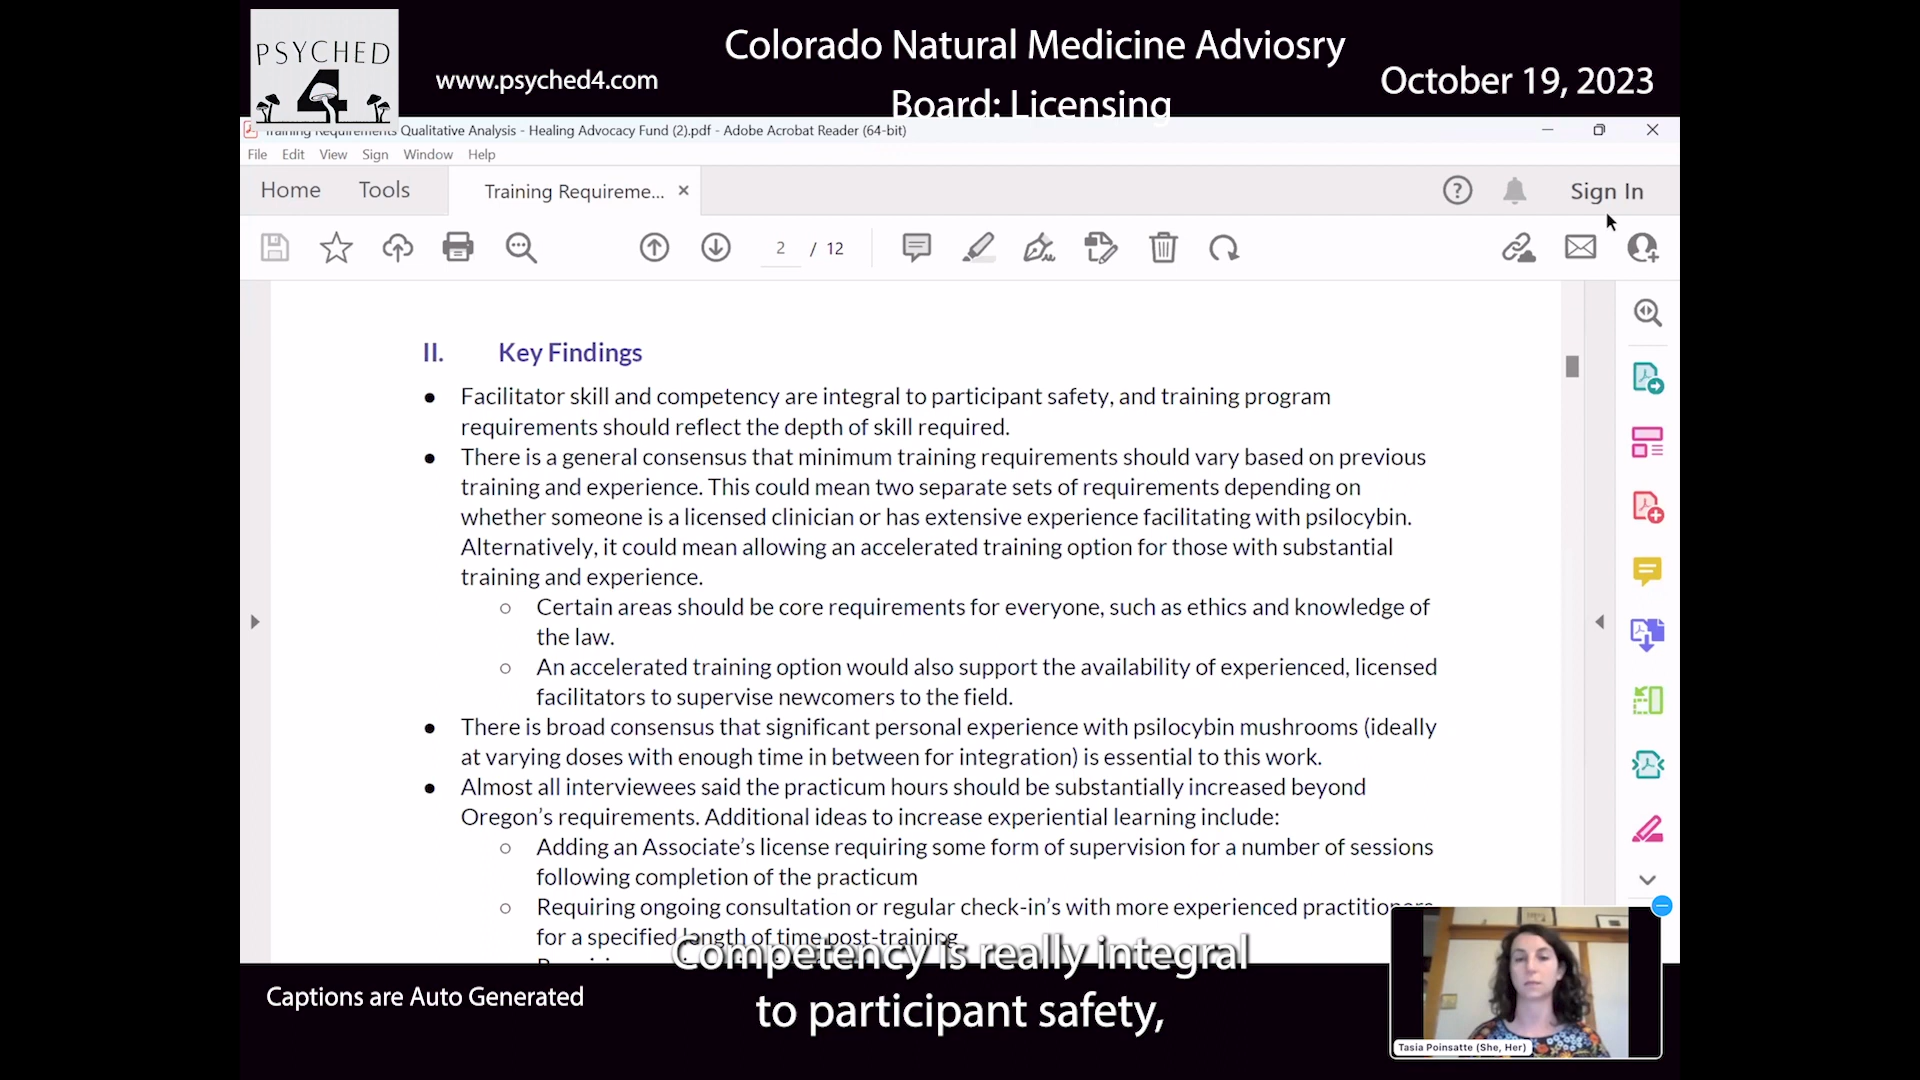 PSYCHED
4
www.psyched4.com
Colorado Natural Medicine Adviosry
Board: Licensing
October 19, 2023
Training Requirements Qualitative Analysis - Healing Advocacy Fund (2).pdf - Adobe Acrobat Reader (64-bit)
File Edit View Sign Window Help
Home Tools Training Requireme... × Sign In
2 / 12
II. Key Findings
● Facilitator skill and competency are integral to participant safety, and training program
requirements should reflect the depth of skill required.
● There is a general consensus that minimum training requirements should vary based on previous
training and experience. This could mean two separate sets of requirements depending on
whether someone is a licensed clinician or has extensive experience facilitating with psilocybin.
Alternatively, it could mean allowing an accelerated training option for those with substantial
training and experience.
○ Certain areas should be core requirements for everyone, such as ethics and knowledge of
the law.
○ An accelerated training option would also support the availability of experienced, licensed
facilitators to supervise newcomers to the field.
● There is broad consensus that significant personal experience with psilocybin mushrooms (ideally
at varying doses with enough time in between for integration) is essential to this work.
● Almost all interviewees said the practicum hours should be substantially increased beyond
Oregon's requirements. Additional ideas to increase experiential learning include:
○ Adding an Associate's license requiring some form of supervision for a number of sessions
following completion of the practicum
○ Requiring ongoing consultation or regular check-in's with more experienced practitioners
for a specified length of time post-training
Competency is really integral
to participant safety,
Captions are Auto Generated
Tasia Poinsatte (She, Her)